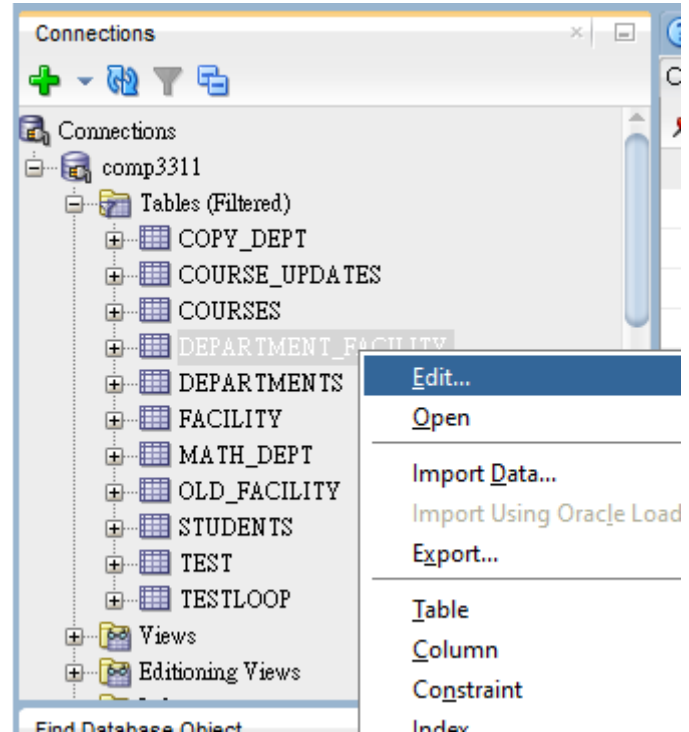 Connections
C
Connections
comp3311
Tables (Filtered)
COPY_DEPT
COURSE_UPDATES
COURSES
DEPARTMENT_FACILITY
DEPARTMENTS
FACILITY
MATH_DEPT
OLD_FACILITY
STUDENTS
TEST
TESTLOOP
Views
Editioning Views
Find Database Object
Edit...
Open
Import Data...
Import Using Oracle Load
Export...
Table
Column
Constraint
Index